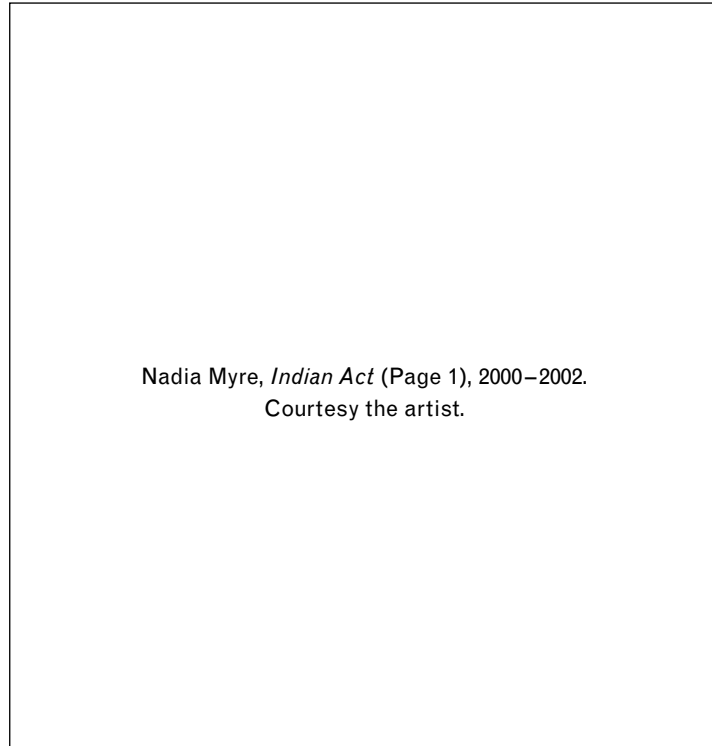 Nadia Myre, Indian Act (Page 1), 2000–2002.
Courtesy the artist.